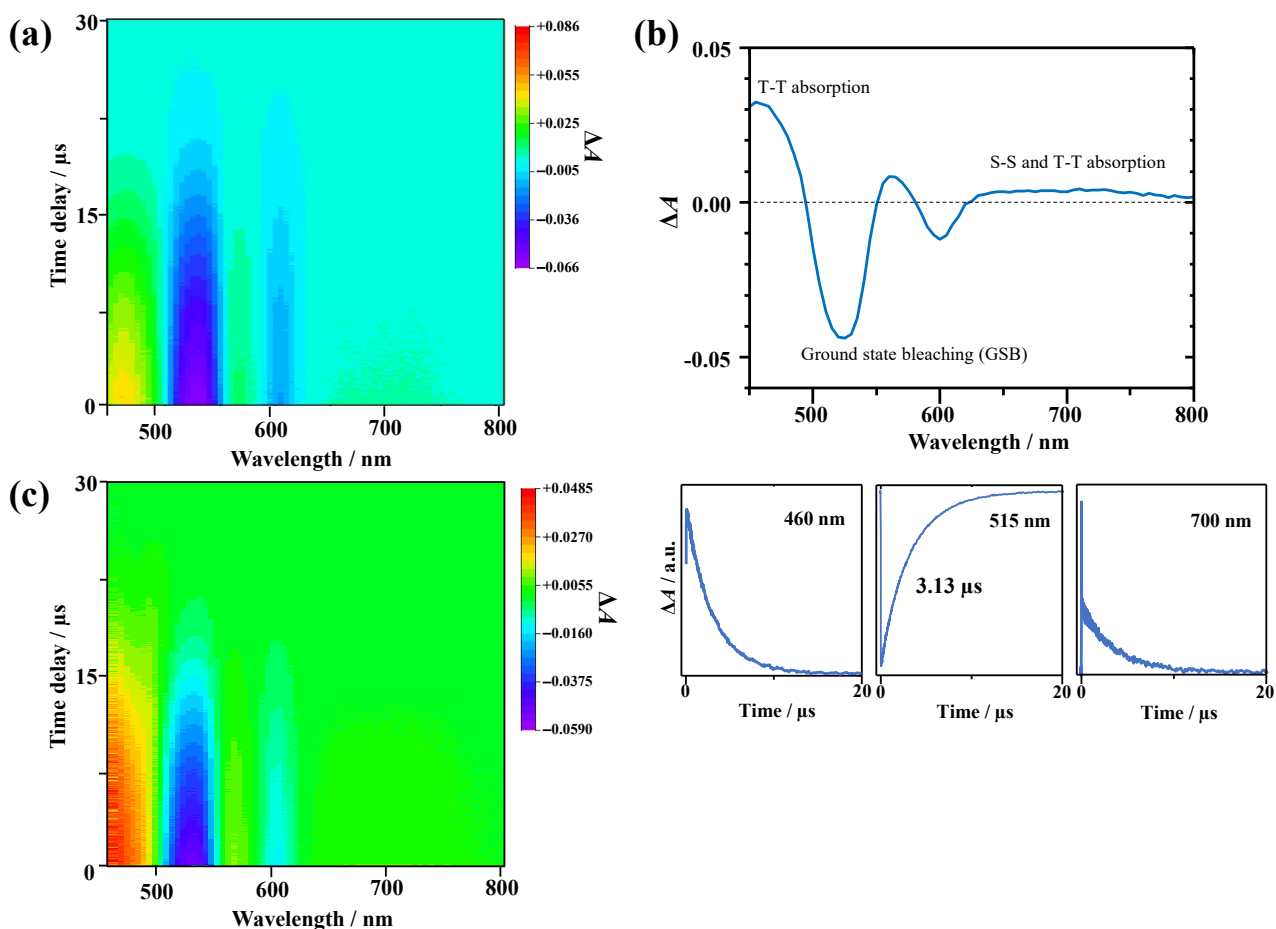 (a)
30
15
0
Time delay / μs
500
600
700
800
Wavelength / nm
+0.086
+0.055
+0.025
−0.005
−0.036
−0.066
ΔA
(b)
0.05
0.00
-0.05
ΔA
T-T absorption
S-S and T-T absorption
Ground state bleaching (GSB)
500
600
700
800
Wavelength / nm
(c)
30
15
0
Time delay / μs
500
600
700
800
Wavelength / nm
+0.0485
+0.0270
+0.0055
−0.0160
−0.0375
−0.0590
ΔA
ΔA / a.u.
460 nm
0
20
Time / μs
515 nm
3.13 μs
0
20
Time / μs
700 nm
0
20
Time / μs